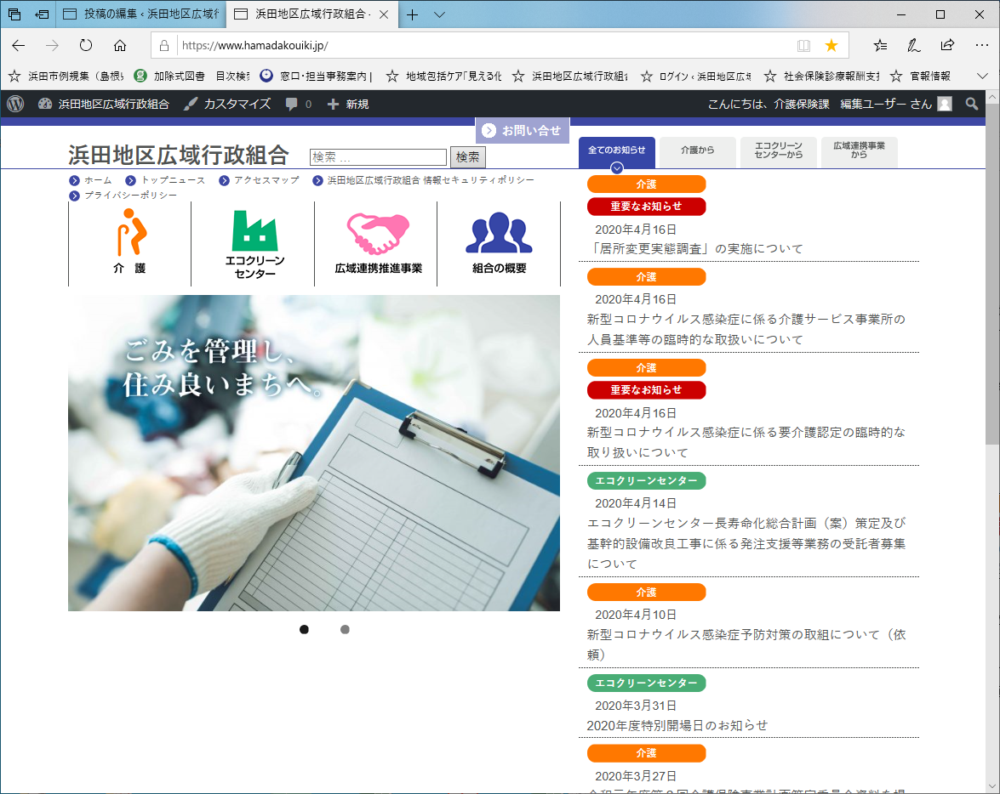 投稿の編集 ‹ 浜田地区広域行
浜田地区広域行政組合 -
https://www.hamadakouiki.jp/
浜田市例規集（島根
加除式図書 目次検索
窓口・担当事務案内 |
地域包括ケア「見える化
浜田地区広域行政組
ログイン ‹ 浜田地区広域
社会保険診療報酬支
官報情報
浜田地区広域行政組合
カスタマイズ
0
新規
こんにちは、介護保険課 編集ユーザー さん
お問い合せ
浜田地区広域行政組合
検索 ...
検索
ホーム
トップニュース
アクセスマップ
浜田地区広域行政組合 情報セキュリティポリシー
プライバシーポリシー
介 護
エコクリーン
センター
広域連携推進事業
組合の概要
ごみを管理し、
住み良いまちへ。
全てのお知らせ
介護から
エコクリーン
センターから
広域連携事業
から
介護
重要なお知らせ
2020年4月16日
「居所変更実態調査」の実施について
介護
2020年4月16日
新型コロナウイルス感染症に係る介護サービス事業所の
人員基準等の臨時的な取扱いについて
介護
重要なお知らせ
2020年4月16日
新型コロナウイルス感染症に係る要介護認定の臨時的な
取り扱いについて
エコクリーンセンター
2020年4月14日
エコクリーンセンター長寿命化総合計画（案）策定及び
基幹的設備改良工事に係る発注支援等業務の受託者募集
について
介護
2020年4月10日
新型コロナウイルス感染症予防対策の取組について（依
頼）
エコクリーンセンター
2020年3月31日
2020年度特別開場日のお知らせ
介護
2020年3月27日